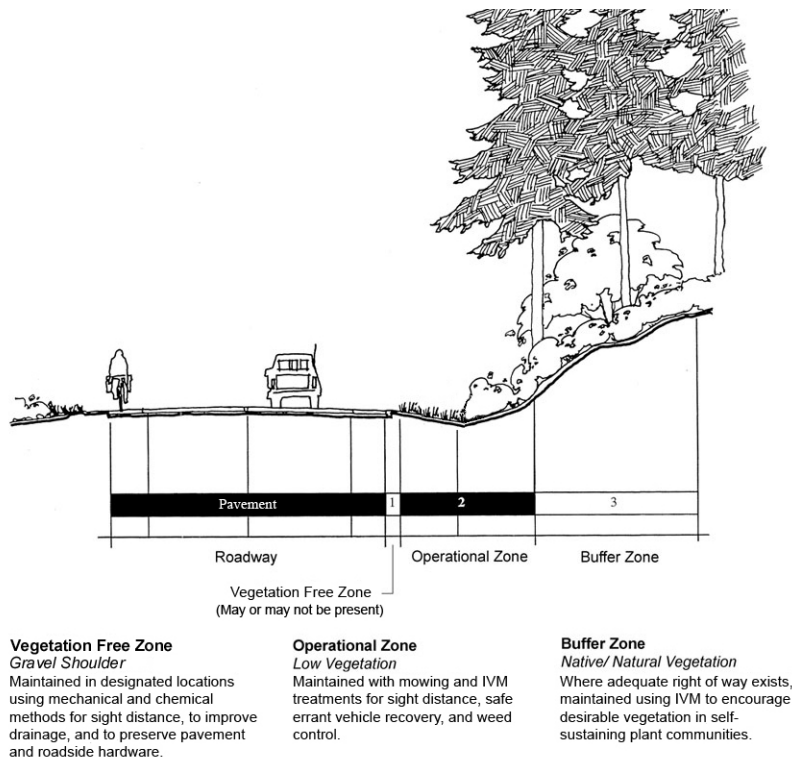 Pavement
1
2
3
Roadway
Operational Zone
Buffer Zone
Vegetation Free Zone
(May or may not be present)
Vegetation Free Zone
Gravel Shoulder
Maintained in designated locations
using mechanical and chemical
methods for sight distance, to improve
drainage, and to preserve pavement
and roadside hardware.
Operational Zone
Low Vegetation
Maintained with mowing and IVM
treatments for sight distance, safe
errant vehicle recovery, and weed
control.
Buffer Zone
Native/ Natural Vegetation
Where adequate right of way exists,
maintained using IVM to encourage
desirable vegetation in self-
sustaining plant communities.